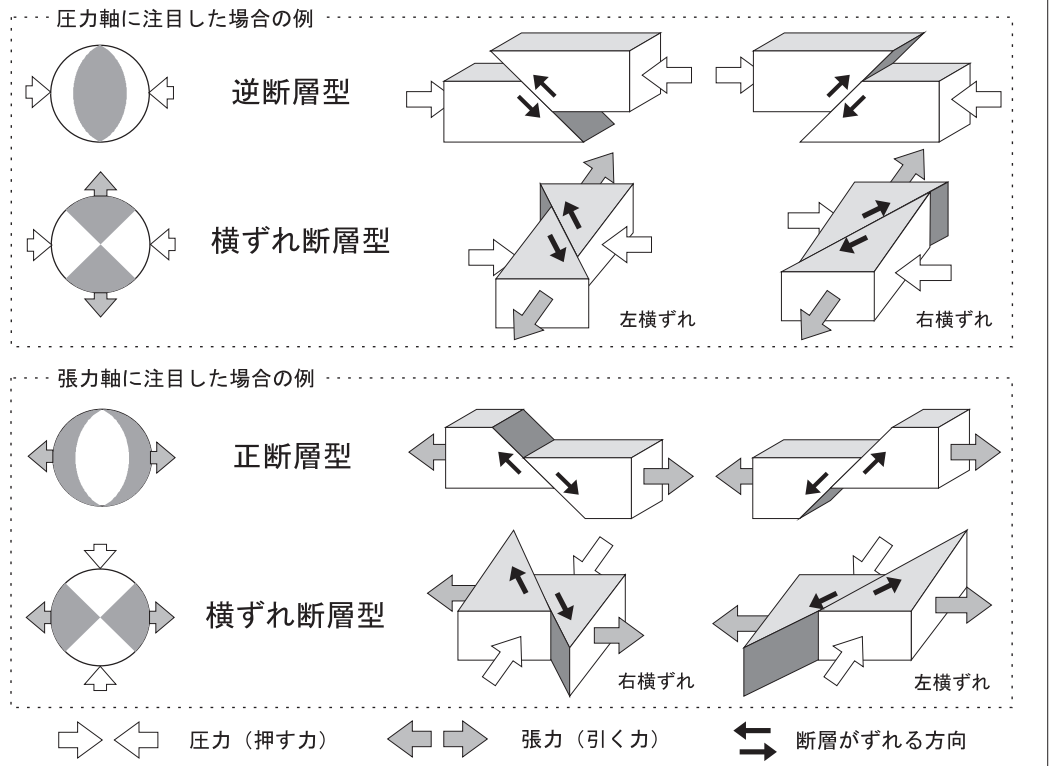 圧力軸に注目した場合の例
逆断層型
横ずれ断層型
左横ずれ
右横ずれ
張力軸に注目した場合の例
正断層型
横ずれ断層型
右横ずれ
左横ずれ
圧力（押す力）
張力（引く力）
断層がずれる方向